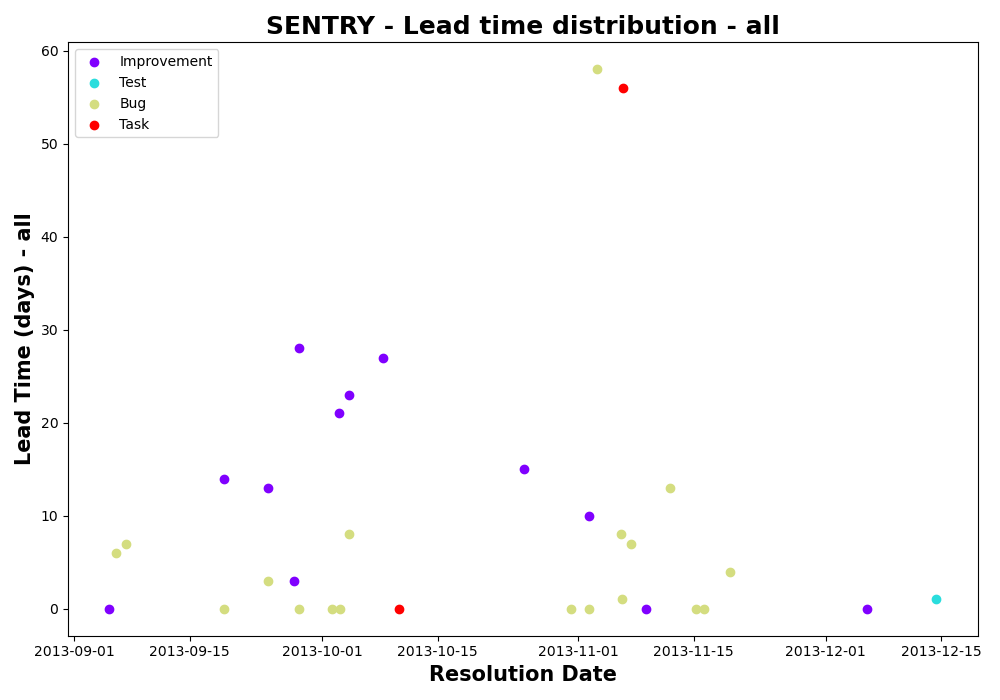 SENTRY - Lead time distribution - all
Improvement
Test
Bug
Task
Lead Time (days) - all
60
50
40
30
20
10
0
2013-09-01 2013-09-15 2013-10-01 2013-10-15 2013-11-01 2013-11-15 2013-12-01 2013-12-15
Resolution Date